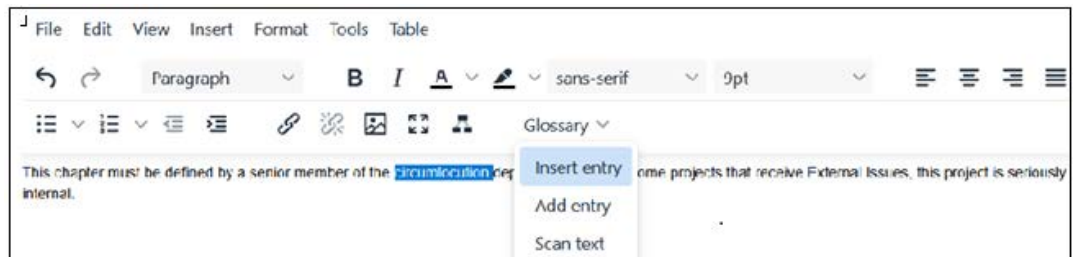 File Edit View Insert Format Tools Table
Paragraph B I A sans-serif 9pt
Glossary
Insert entry
This chapter must be defined by a senior member of the circumlocution dep ome projects that receive External Issues, this project is seriously
internal.
Add entry
Scan text